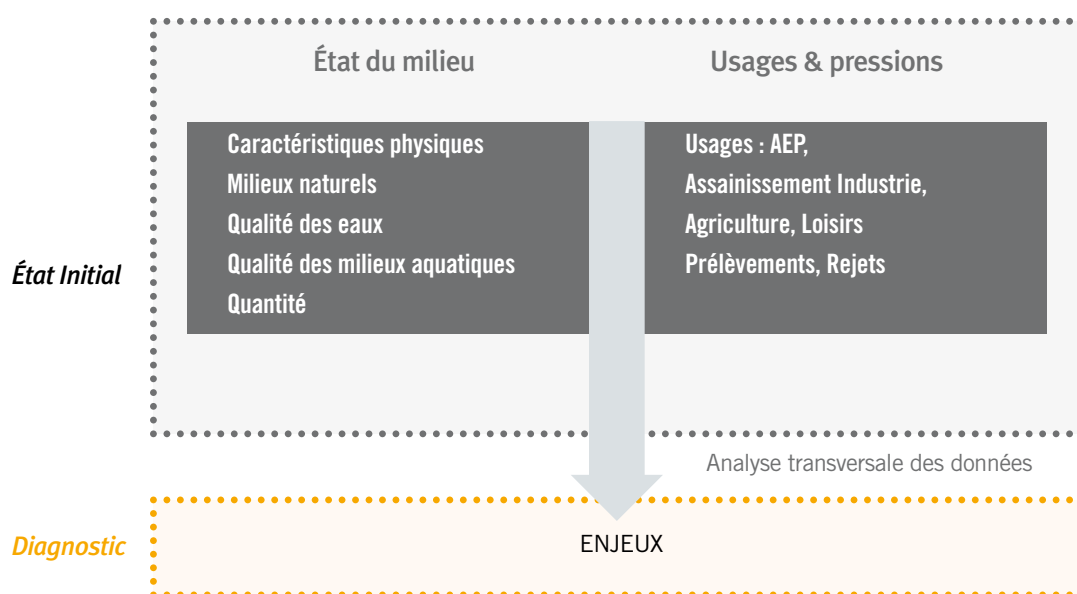 État du milieu
Usages & pressions
État Initial
Caractéristiques physiques
Milieux naturels
Qualité des eaux
Qualité des milieux aquatiques
Quantité
Usages : AEP,
Assainissement Industrie,
Agriculture, Loisirs
Prélèvements, Rejets
Analyse transversale des données
Diagnostic
ENJEUX